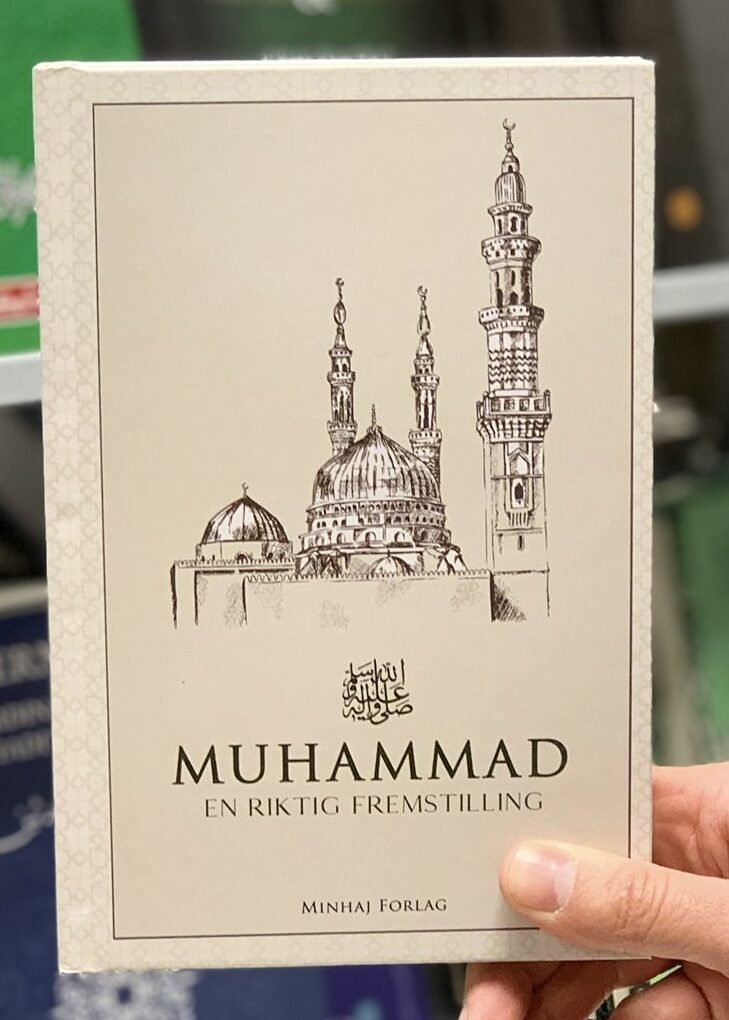 صلى الله عليه وآله وسلم
MUHAMMAD
EN RIKTIG FREMSTILLING
MINHAJ FORLAG